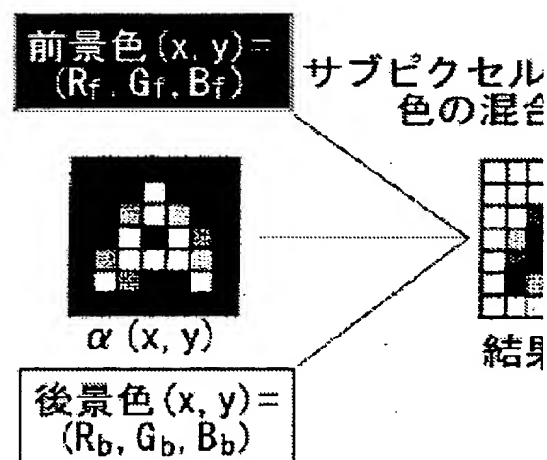 前景色(x, y)=
(Rf, Gf, Bf)
サブピクセル
色の混合
α(x, y)
結果
後景色(x, y)=
(Rb, Gb, Bb)